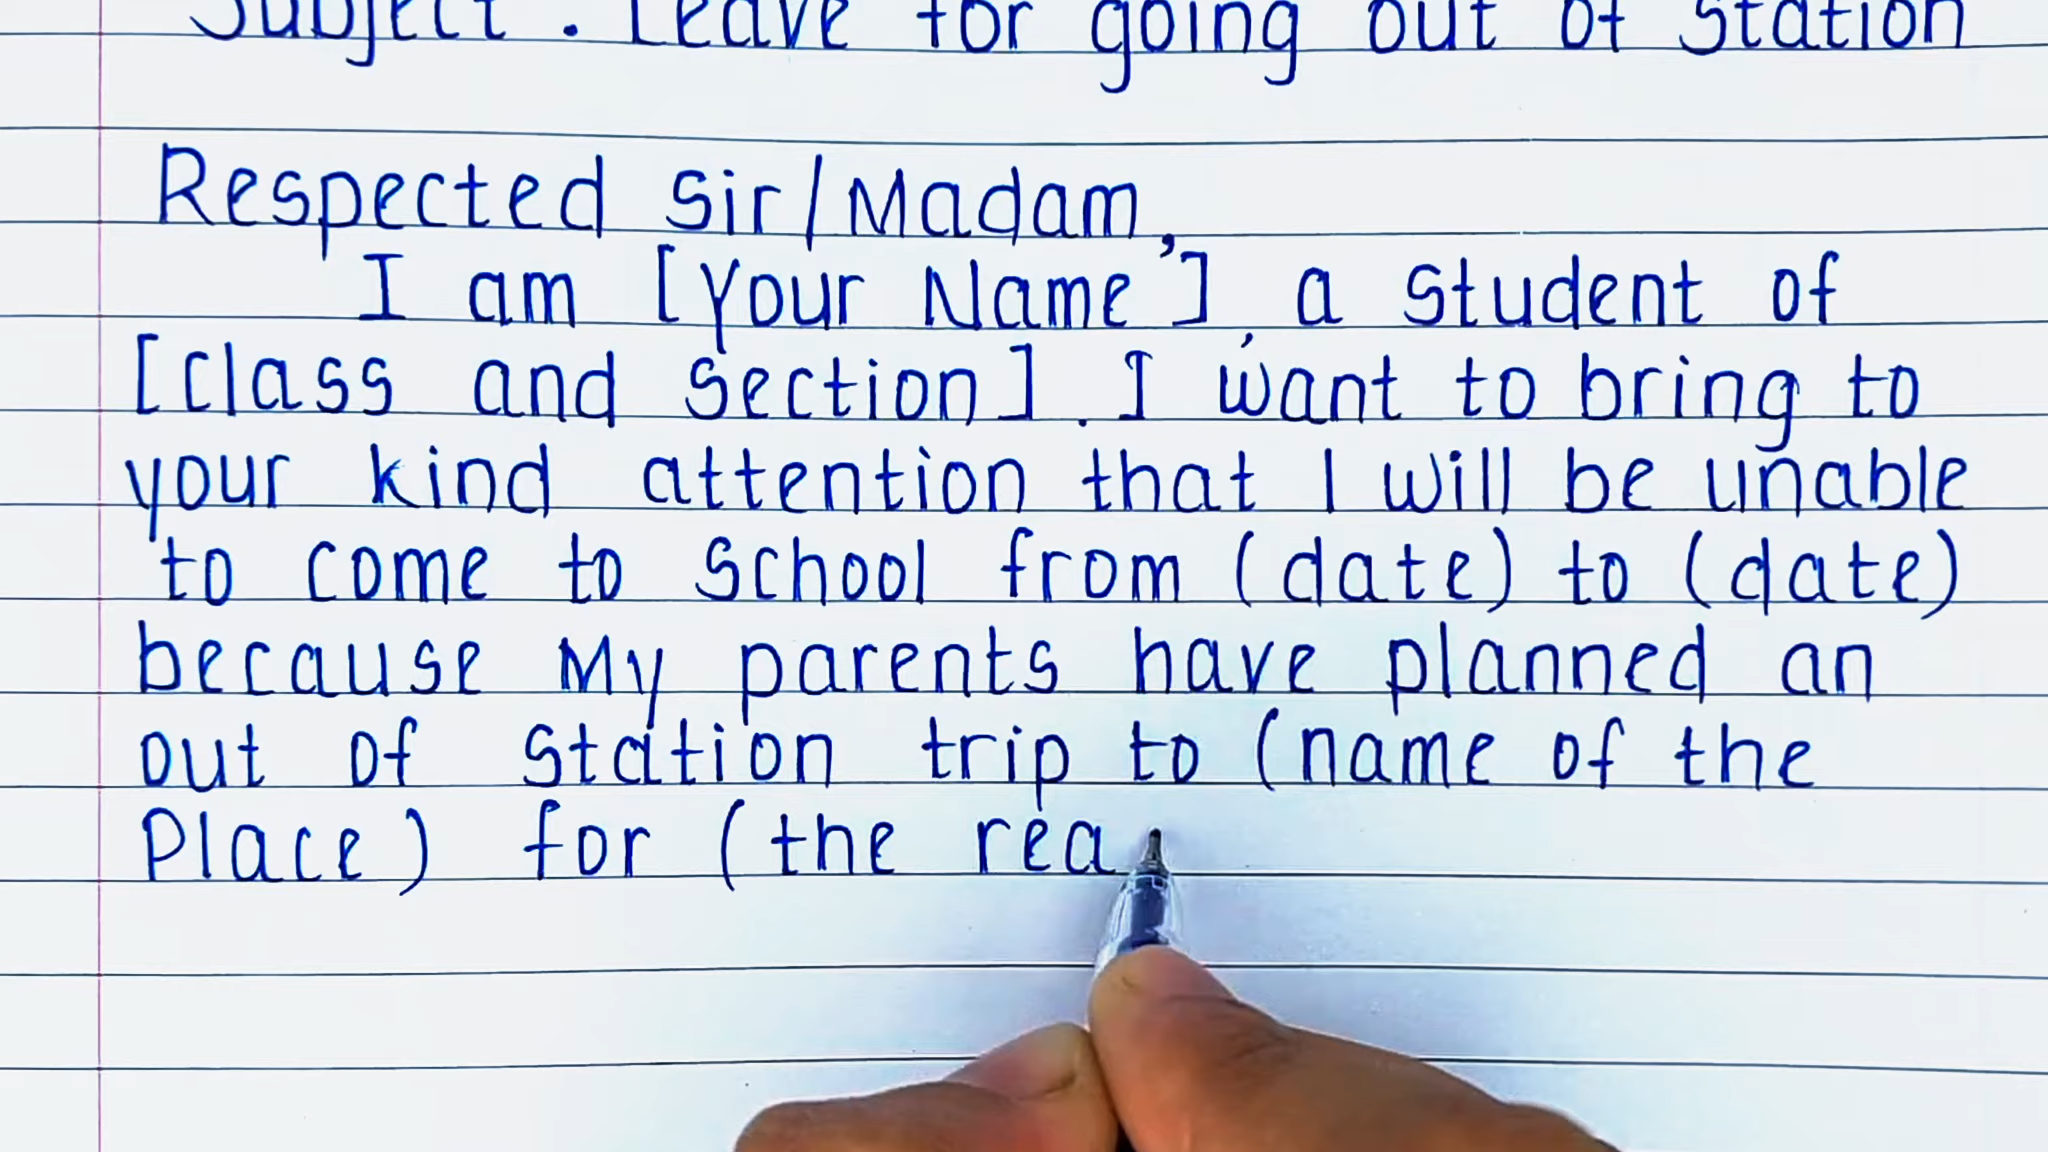 Subject . Leave for going out of station
Respected Sir/Madam,
I am [Your Name], a student of
[class and section]. I want to bring to
your kind attention that I will be unable
to come to school from (date) to (date)
because My parents have planned an
out of station trip to (name of the
Place) for (the rea